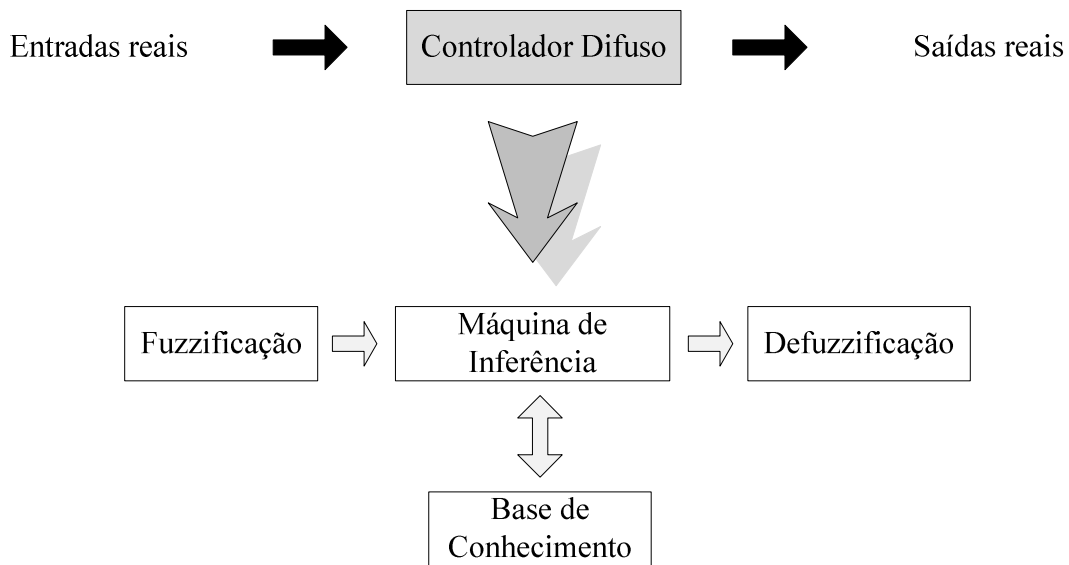 Entradas reais
Controlador Difuso
Saídas reais
Fuzzificação
Máquina de
Inferência
Defuzzificação
Base de
Conhecimento